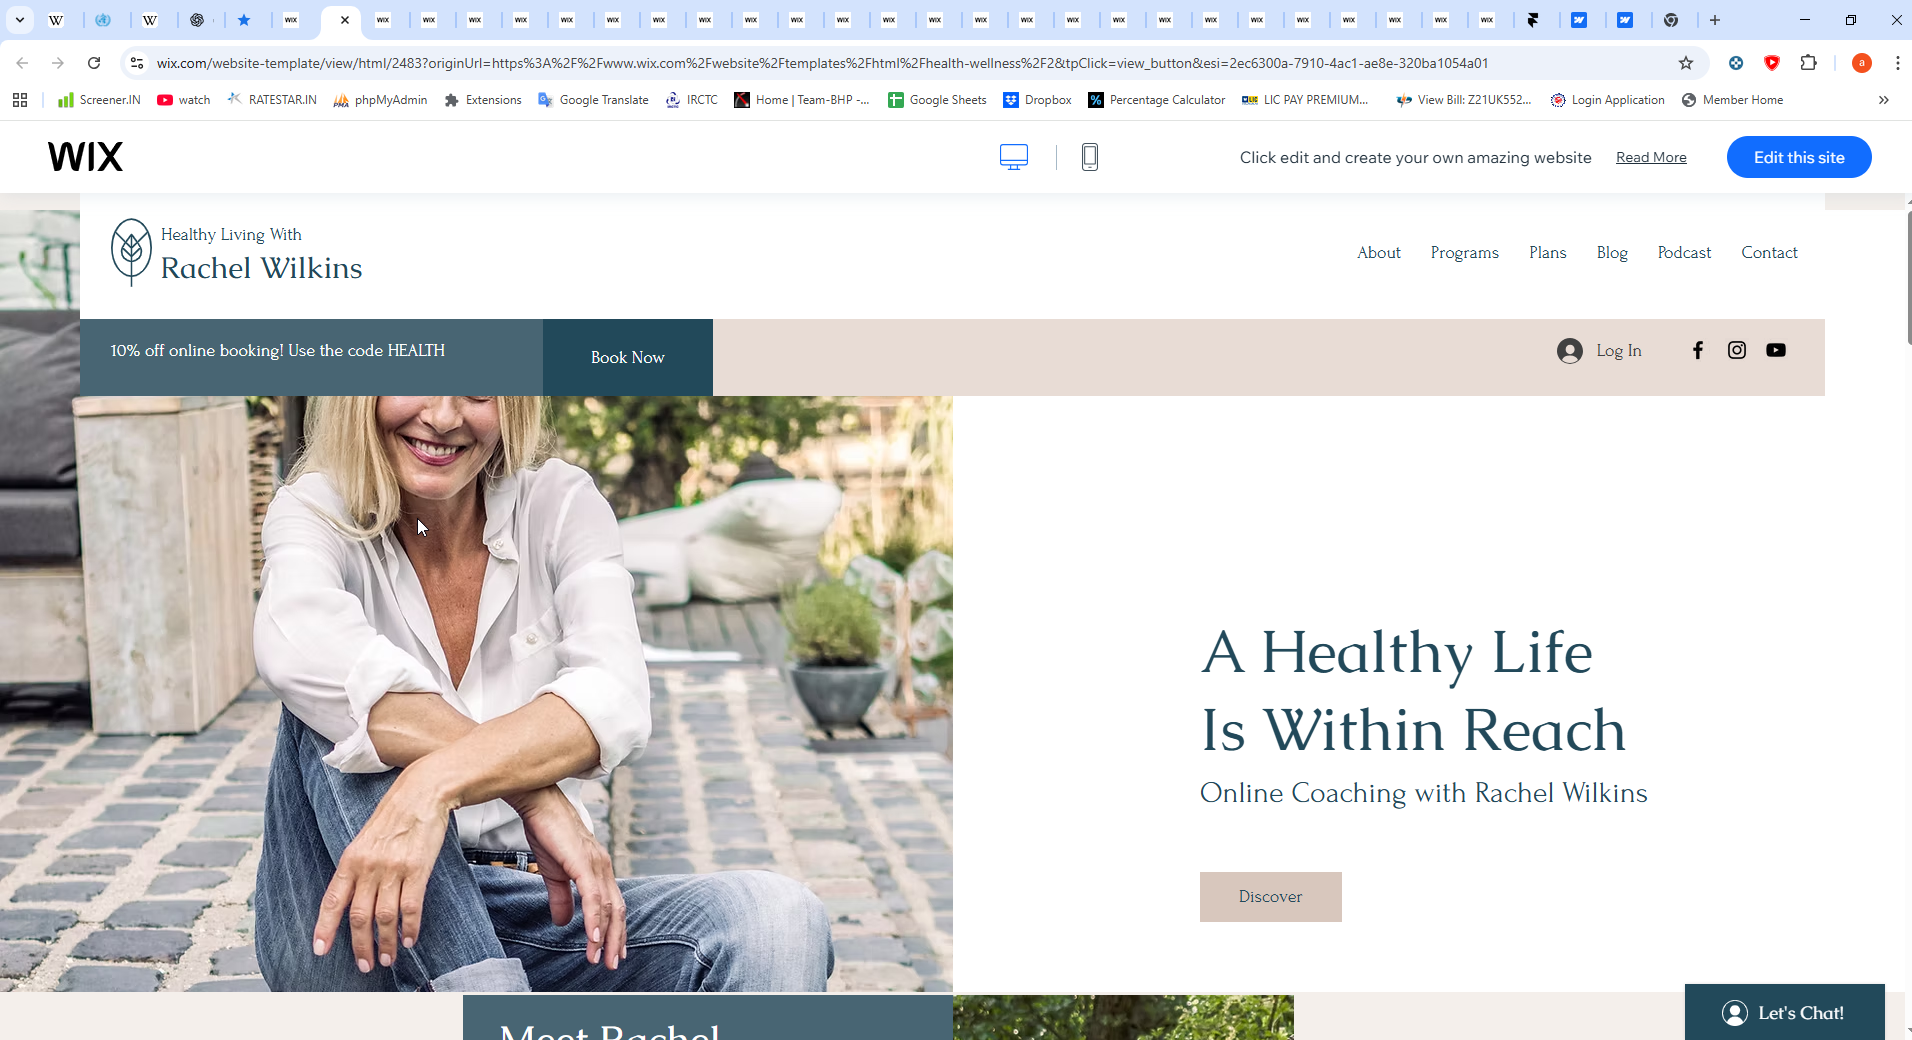 wix.com/website-template/view/html/2483?originUrl=https%3A%2F%2Fwww.wix.com%2Fwebsite%2Ftemplates%2Fhtml%2Fhealth-wellness%2F2&tpClick=view_button&esi=2ec6300a-7910-4ac1-ae8e-320ba1054a01
a
Screener.IN watch RATESTAR.IN phpMyAdmin Extensions Google Translate IRCTC Home | Team-BHP -... Google Sheets Dropbox Percentage Calculator LIC PAY PREMIUM... View Bill: Z21UK552... Login Application Member Home
WIX
Click edit and create your own amazing website Read More Edit this site
Healthy Living With
Rachel Wilkins
About Programs Plans Blog Podcast Contact
10% off online booking! Use the code HEALTH
Book Now
Log In
A Healthy Life
Is Within Reach
Online Coaching with Rachel Wilkins
Discover
Meet Rachel
Let's Chat!